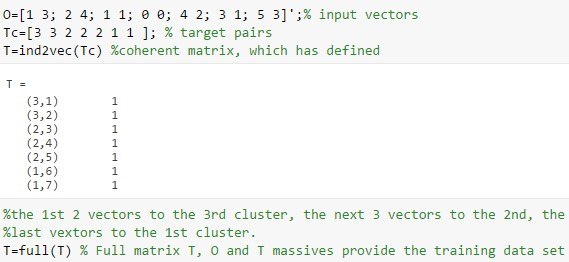 O=[1 3; 2 4; 1 1; 0 0; 4 2; 3 1; 5 3]';% input vectors
Tc=[3 3 2 2 2 1 1 ]; % target pairs
T=ind2vec(Tc) %coherent matrix, which has defined
T =
(3,1) 1
(3,2) 1
(2,3) 1
(2,4) 1
(2,5) 1
(1,6) 1
(1,7) 1
%the 1st 2 vectors to the 3rd cluster, the next 3 vectors to the 2nd, the
%last vextors to the 1st cluster.
T=full(T) % Full matrix T, O and T massives provide the training data set